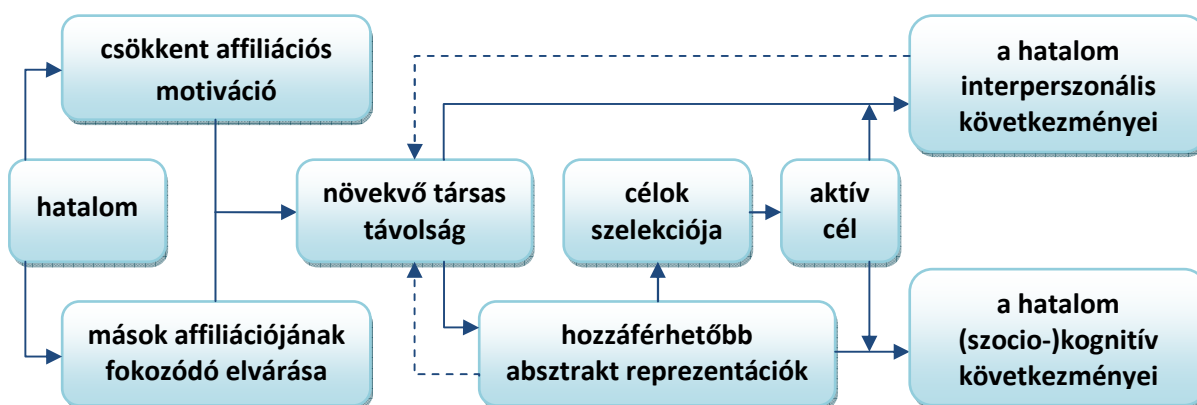 csökkent affiliációs
motiváció
hatalom
mások affiliációjának
fokozódó elvárása
növekvő társas
távolság
hozzáférhetőbb
absztrakt reprezentációk
célok
szelekciója
aktív
cél
a hatalom
interperszonális
következményei
a hatalom
(szocio-)kognitív
következményei